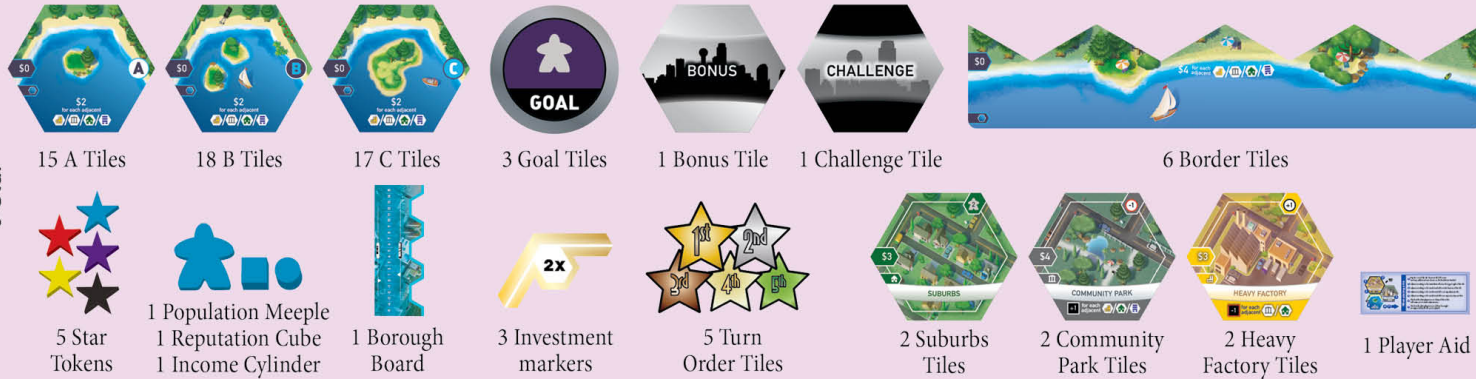 $0
A
$2
for each
adjacent
$0
B
$2
for each
adjacent
$0
C
$2
for each
adjacent
GOAL
BONUS
CHALLENGE
$0
$4 for each
adjacent
15 A Tiles
18 B Tiles
17 C Tiles
3 Goal Tiles
1 Bonus Tile
1 Challenge Tile
6 Border Tiles
5 Star
Tokens
1 Population Meeple
1 Reputation Cube
1 Income Cylinder
1 Borough
Board
2x
3 Investment
markers
1st
2nd
3rd
4th
5th
5 Turn
Order Tiles
2
$3
SUBURBS
2 Suburbs
Tiles
-1
$4
COMMUNITY PARK
+1 for each
adjacent
2 Community
Park Tiles
+1
$3
HEAVY FACTORY
-1 for each
adjacent
2 Heavy
Factory Tiles
1 Player Aid